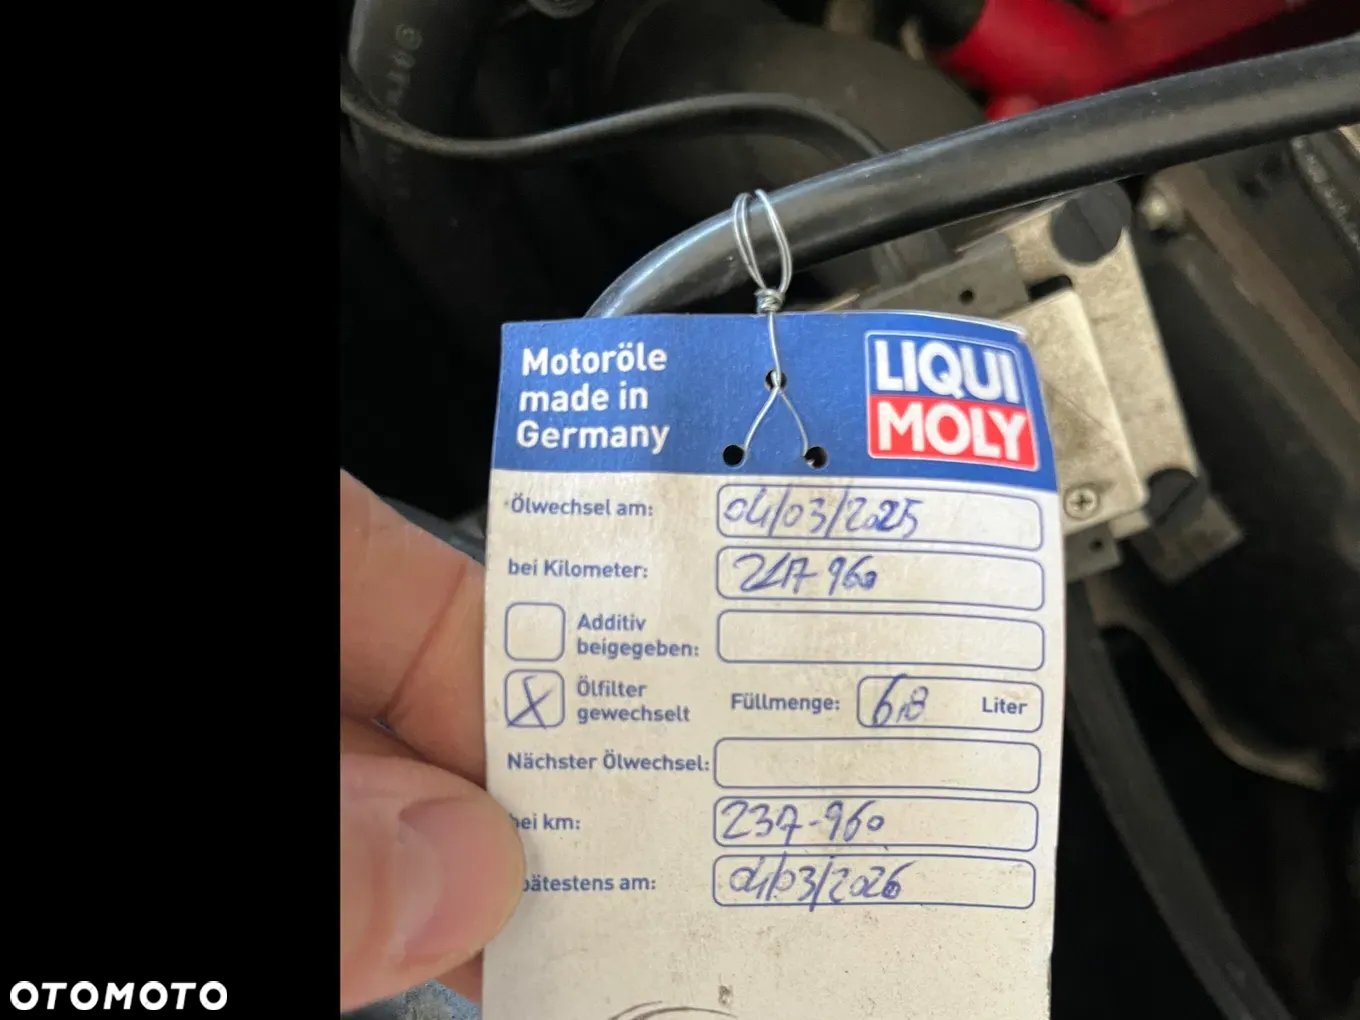 Motoröle
made in
Germany
LIQUI
MOLY
Ölwechsel am: 04/03/2025
bei Kilometer: 217-960
Additiv
beigegeben:
X Ölfilter
gewechselt Füllmenge: 6,8 Liter
Nächster Ölwechsel:
bei km: 237-960
pätestens am: 04/03/2026
OTOMOTO